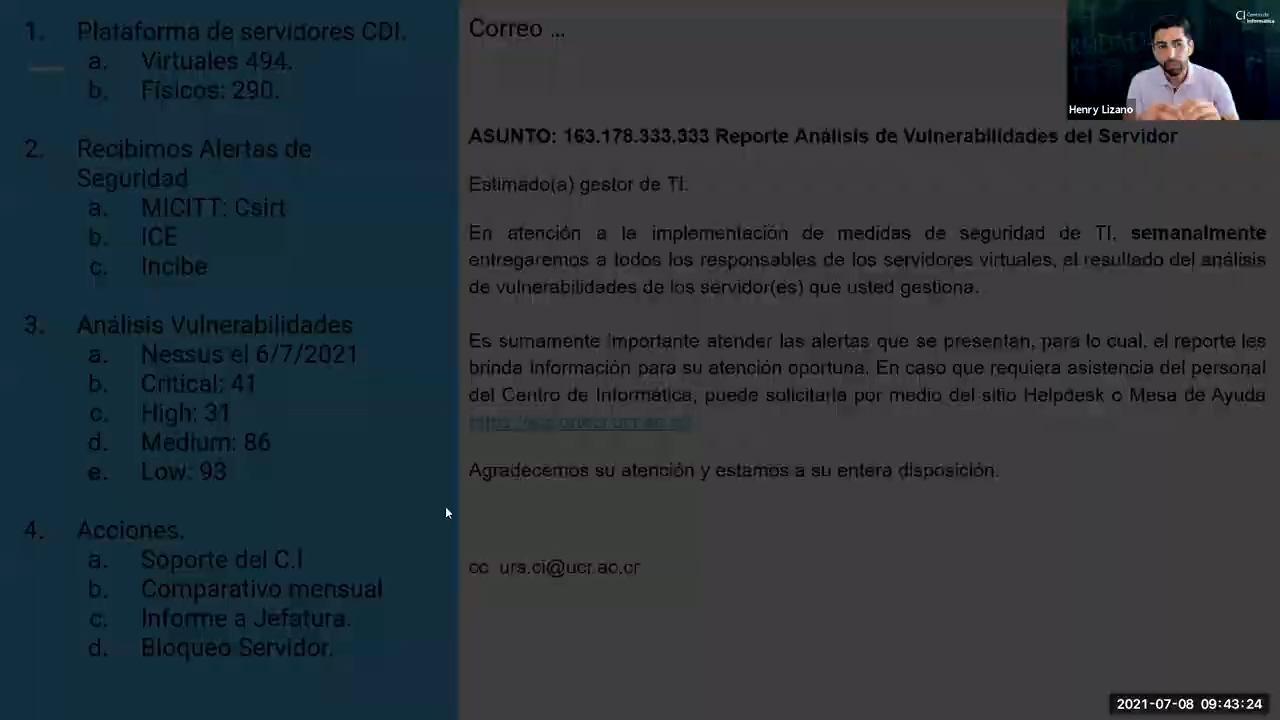 1. Plataforma de servidores CDI.
a. Virtuales 494.
b. Físicos: 290.
2. Recibimos Alertas de
Seguridad
a. MICITT: Csirt
b. ICE
c. Incibe
3. Análisis Vulnerabilidades
a. Nessus el 6/7/2021
b. Critical: 41
c. High: 31
d. Medium: 86
e. Low: 93
4. Acciones.
a. Soporte del C.I
b. Comparativo mensual
c. Informe a Jefatura.
d. Bloqueo Servidor.
Correo ...
ASUNTO: 163.178.333.333 Reporte Análisis de Vulnerabilidades del Servidor
Estimado(a) gestor de TI.
En atención a la implementación de medidas de seguridad de TI, semanalmente
entregaremos a todos los responsables de los servidores virtuales, el resultado del análisis
de vulnerabilidades de los servidor(es) que usted gestiona.
Es sumamente importante atender las alertas que se presentan, para lo cual, el reporte les
brinda información para su atención oportuna. En caso que requiera asistencia del personal
del Centro de Informática, puede solicitarla por medio del sitio Helpdesk o Mesa de Ayuda
Agradecemos su atención y estamos a su entera disposición.
cc urs.ci@ucr.ac.cr
CI Centro de
Informática
Henry Lizano
2021-07-08 09:43:24